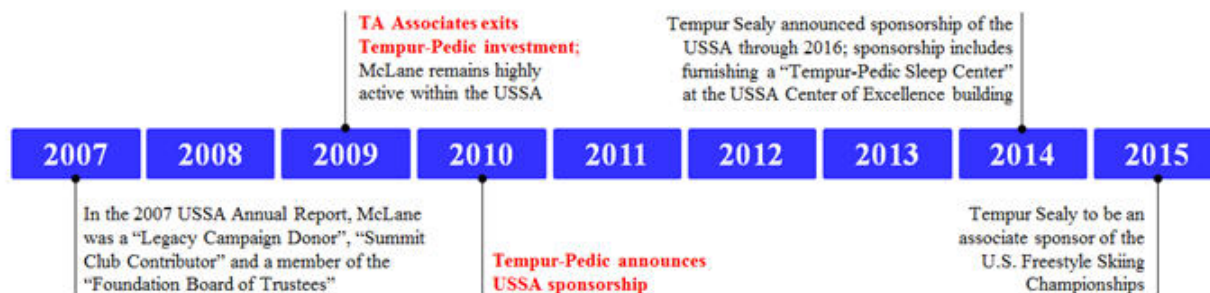 TA Associates exits
Tempur-Pedic investment;
McLane remains highly
active within the USSA
Tempur Sealy announced sponsorship of the
USSA through 2016; sponsorship includes
furnishing a “Tempur-Pedic Sleep Center”
at the USSA Center of Excellence building
2007 2008 2009 2010 2011 2012 2013 2014 2015
In the 2007 USSA Annual Report, McLane
was a “Legacy Campaign Donor”, “Summit
Club Contributor” and a member of the
“Foundation Board of Trustees”
Tempur-Pedic announces
USSA sponsorship
Tempur Sealy to be an
associate sponsor of the
U.S. Freestyle Skiing
Championships